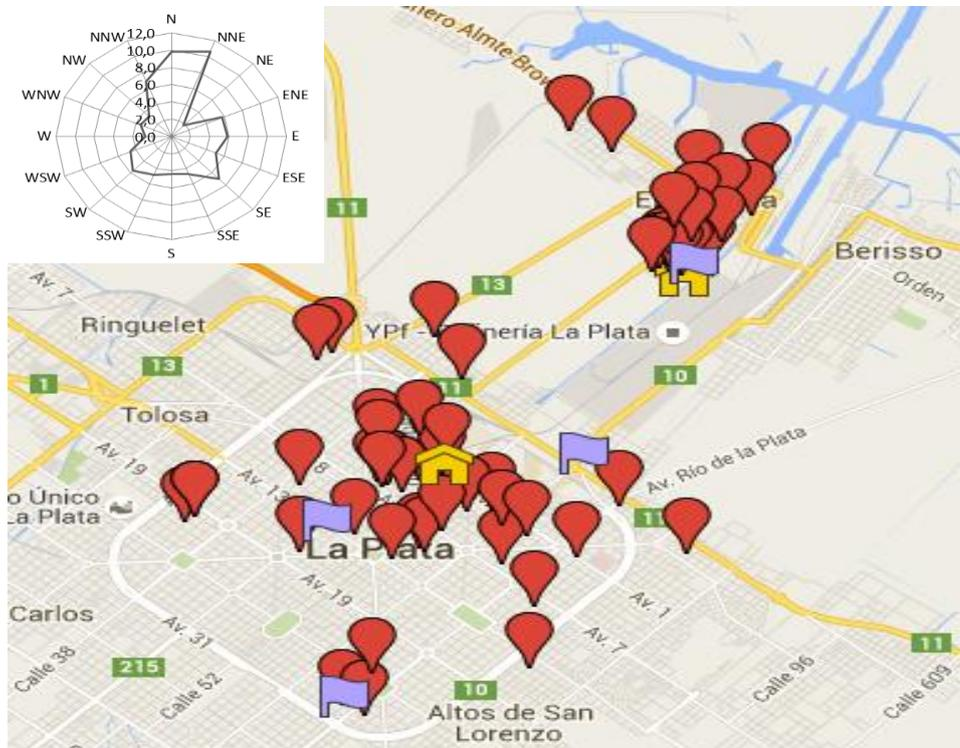 N
NNW 12,0 NNE
NW 10,0 NE
8,0
WNW 6,0 ENE
4,0
2,0
W 0,0 E
WSW ESE
SW SE
SSW SSE
S
Almte Brow
11
Berisso
Orden
13
Av. 7
Ringuelet
YPf - nería La Plata
13
10
1
11
Tolosa
Av. 19
Av. 13
8
Av. Río de la Plata
o Único
La Plata
11
La Plata
Carlos
Av. 19
Av. 1
Av. 31
Av. 7
11
Calle 38
215
Calle 52
10
Calle 96
Calle 609
Altos de San
Lorenzo